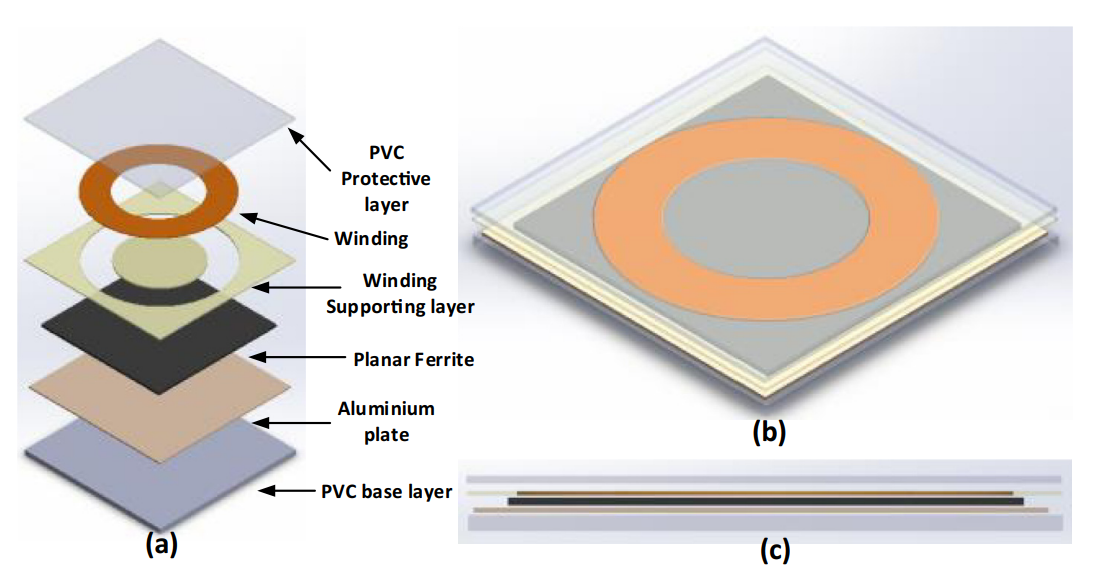 PVC
Protective
layer
Winding
Winding
Supporting layer
Planar Ferrite
Aluminium
plate
PVC base layer
(a)
(b)
(c)